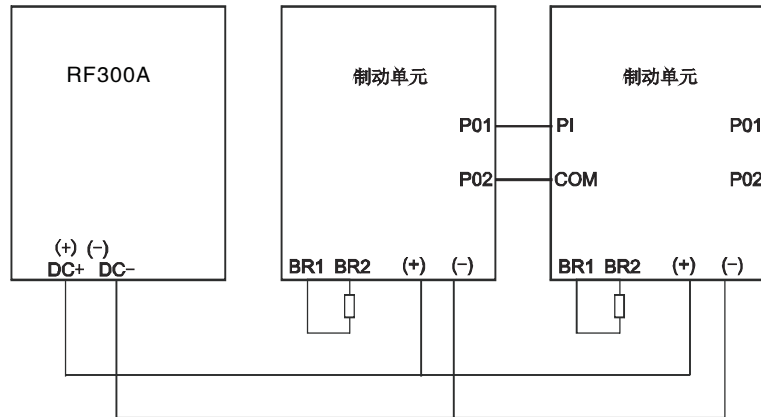 RF300A
制动单元
制动单元
P01
PI
P01
P02
COM
P02
(+) (-)
DC+ DC-
BR1 BR2 (+) (-)
BR1 BR2 (+) (-)